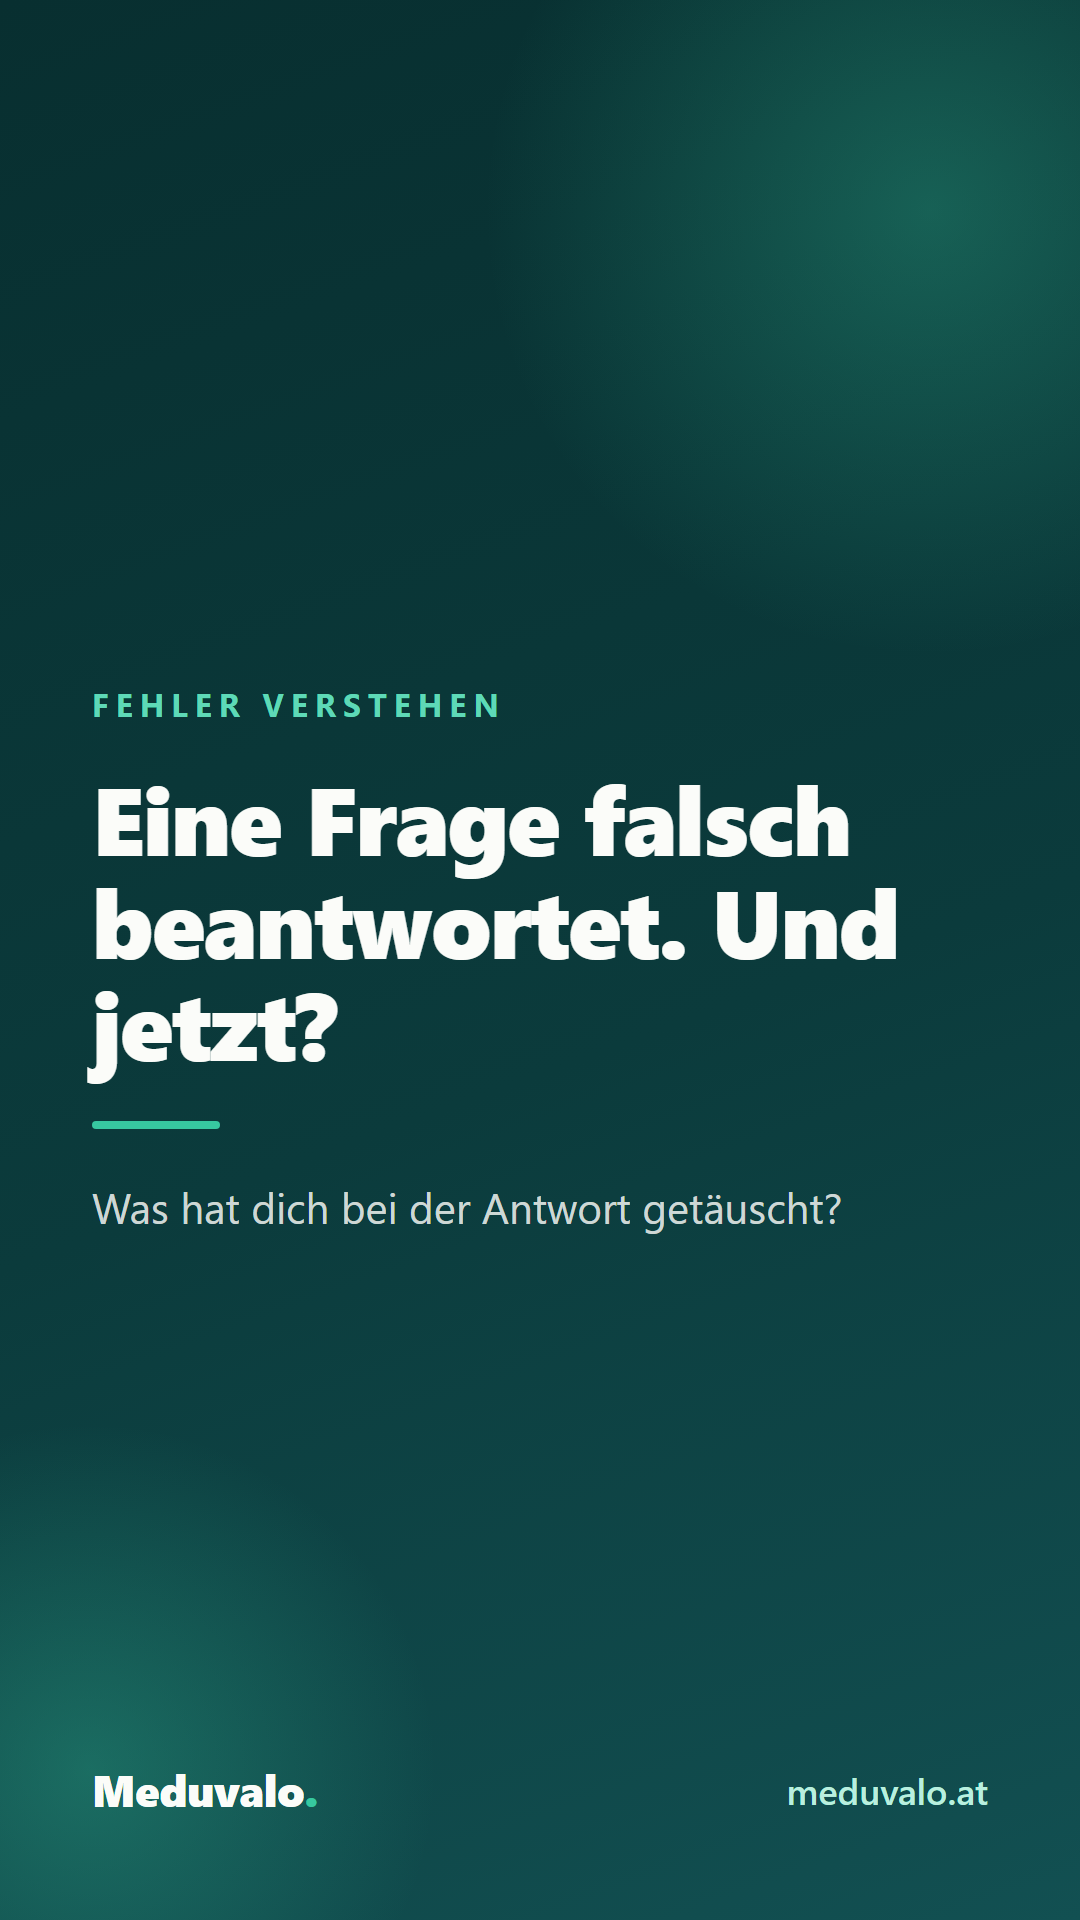 FEHLER VERSTEHEN
Eine Frage falsch
beantwortet. Und
jetzt?
Was hat dich bei der Antwort getäuscht?
Meduvalo.
meduvalo.at